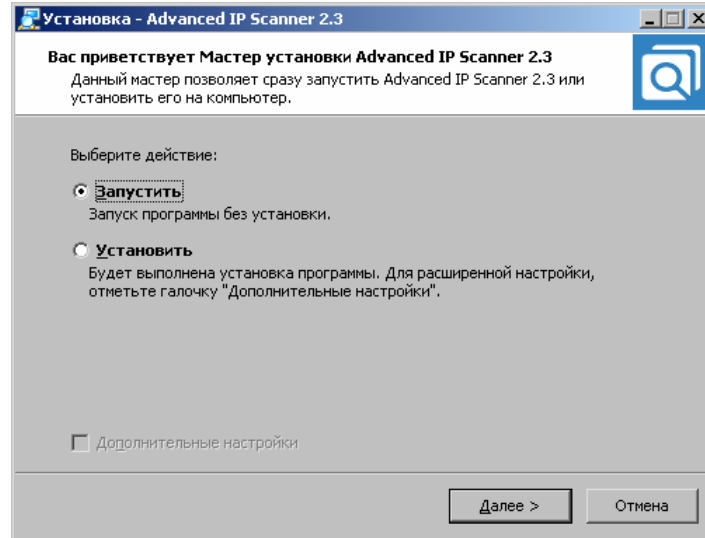 Установка - Advanced IP Scanner 2.3
Вас приветствует Мастер установки Advanced IP Scanner 2.3
Данный мастер позволяет сразу запустить Advanced IP Scanner 2.3 или
установить его на компьютер.
Выберите действие:
Запустить
Запуск программы без установки.
Установить
Будет выполнена установка программы. Для расширенной настройки,
отметьте галочку "Дополнительные настройки".
Дополнительные настройки
Далее >
Отмена